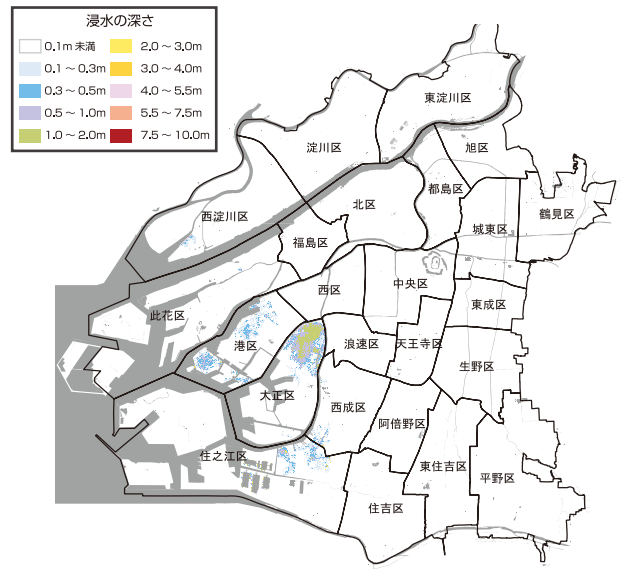 浸水の深さ
0.1m 未満
2.0〜3.0m
0.1〜0.3m
3.0〜4.0m
0.3〜0.5m
4.0〜5.5m
0.5〜1.0m
5.5〜7.5m
1.0〜2.0m
7.5〜10.0m
東淀川区
淀川区
旭区
都島区
北区
鶴見区
西淀川区
城東区
福島区
中央区
西区
東成区
此花区
港区
浪速区
天王寺区
生野区
大正区
西成区
阿倍野区
住之江区
東住吉区
平野区
住吉区